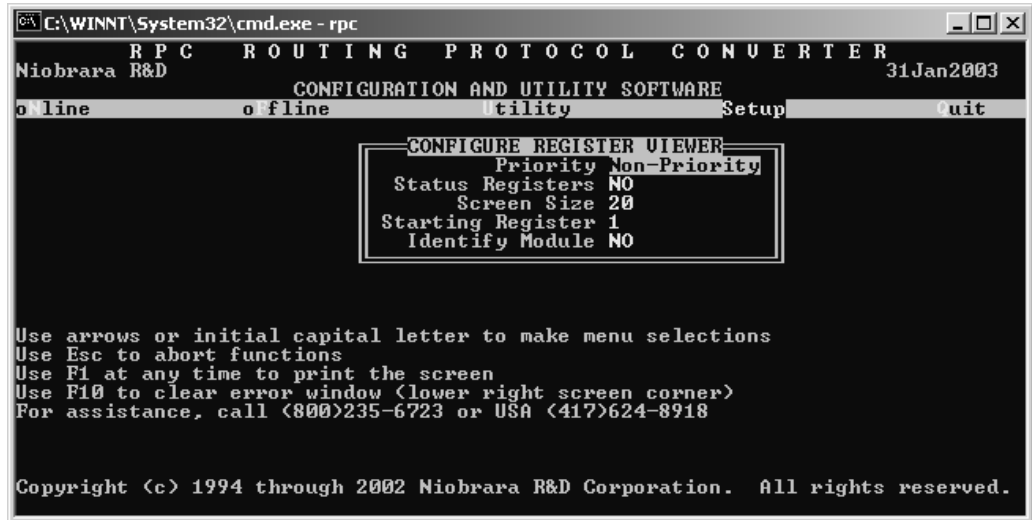 C:\WINNT\System32\cmd.exe - rpc
R P C   R O U T I N G   P R O T O C O L   C O N V E R T E R
Niobrara R&D 31Jan2003
CONFIGURATION AND UTILITY SOFTWARE
oNline oFfline Utility Setup Quit
CONFIGURE REGISTER VIEWER
Priority Non-Priority
Status Registers NO
Screen Size 20
Starting Register 1
Identify Module NO
Use arrows or initial capital letter to make menu selections
Use Esc to abort functions
Use F1 at any time to print the screen
Use F10 to clear error window (lower right screen corner)
For assistance, call (800)235-6723 or USA (417)624-8918
Copyright (c) 1994 through 2002 Niobrara R&D Corporation.  All rights reserved.